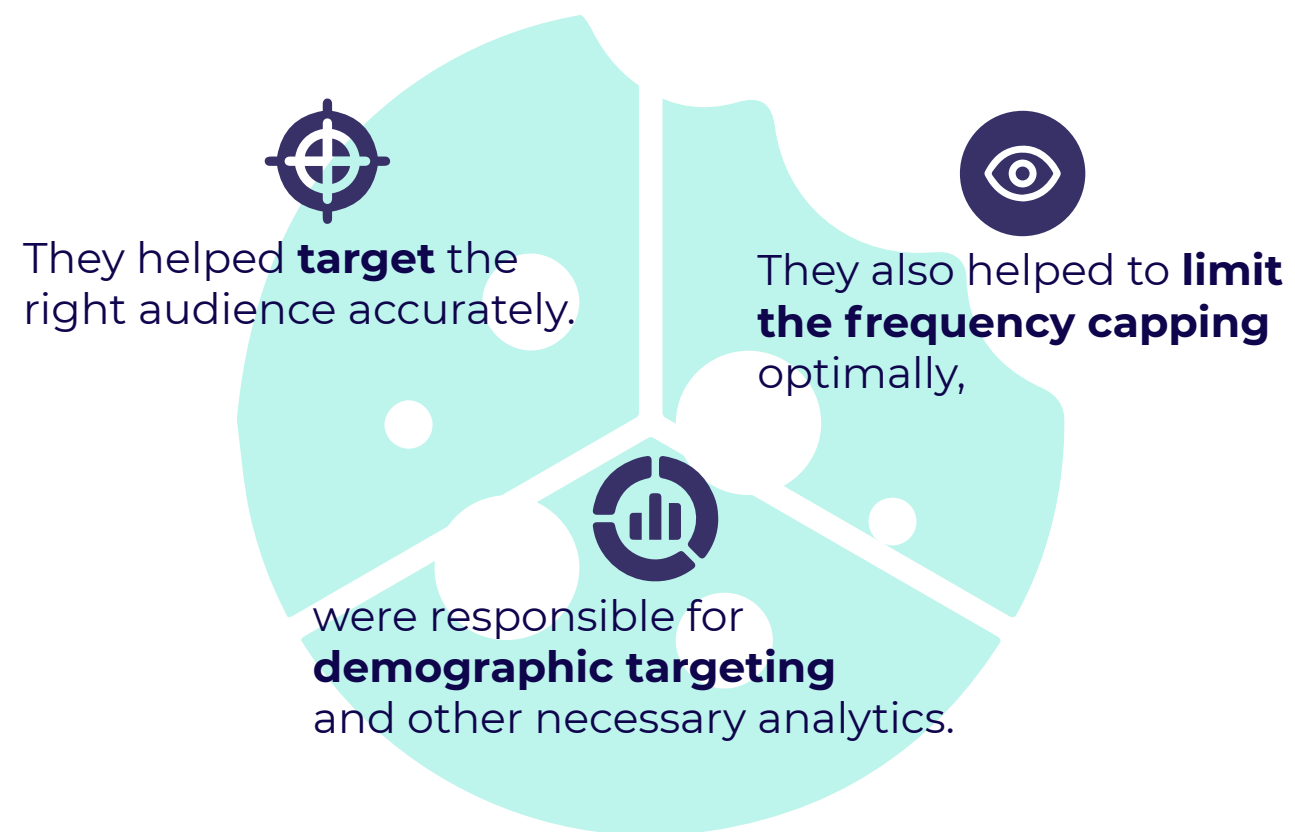 They helped target the
right audience accurately.
They also helped to limit
the frequency capping
optimally,
were responsible for
demographic targeting
and other necessary analytics.